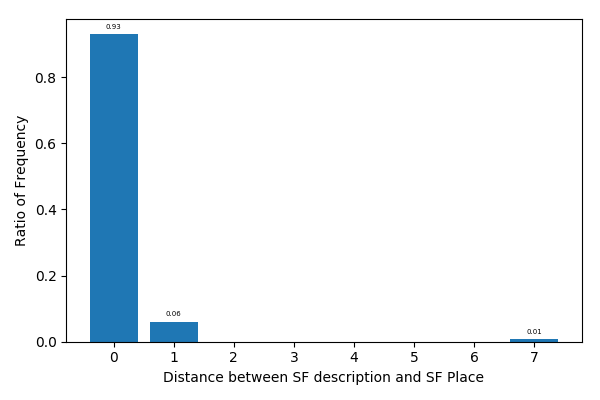 0.93
0.06
0.01
0.8
0.6
0.4
0.2
0.0
Ratio of Frequency
0 1 2 3 4 5 6 7
Distance between SF description and SF Place